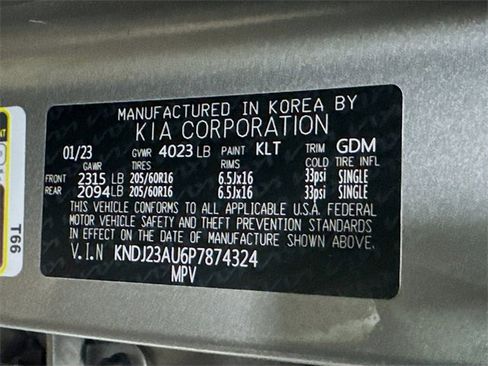 MANUFACTURED IN KOREA BY
KIA CORPORATION
01/23 GVWR 4023 LB PAINT KLT TRIM GDM
GAWR TIRES RIMS COLD TIRE INFL
FRONT 2315 LB 205/60R16 6.5Jx16 33psi SINGLE
REAR 2094LB 205/60R16 6.5Jx16 33psi SINGLE
THIS VEHICLE CONFORMS TO ALL APPLICABLE U.S.A. FEDERAL
MOTOR VEHICLE SAFETY AND THEFT PREVENTION STANDARDS
IN EFFECT ON THE DATE OF MANUFACTURE SHOWN ABOVE.
V.I.N KNDJ23AU6P7874324
MPV
T66